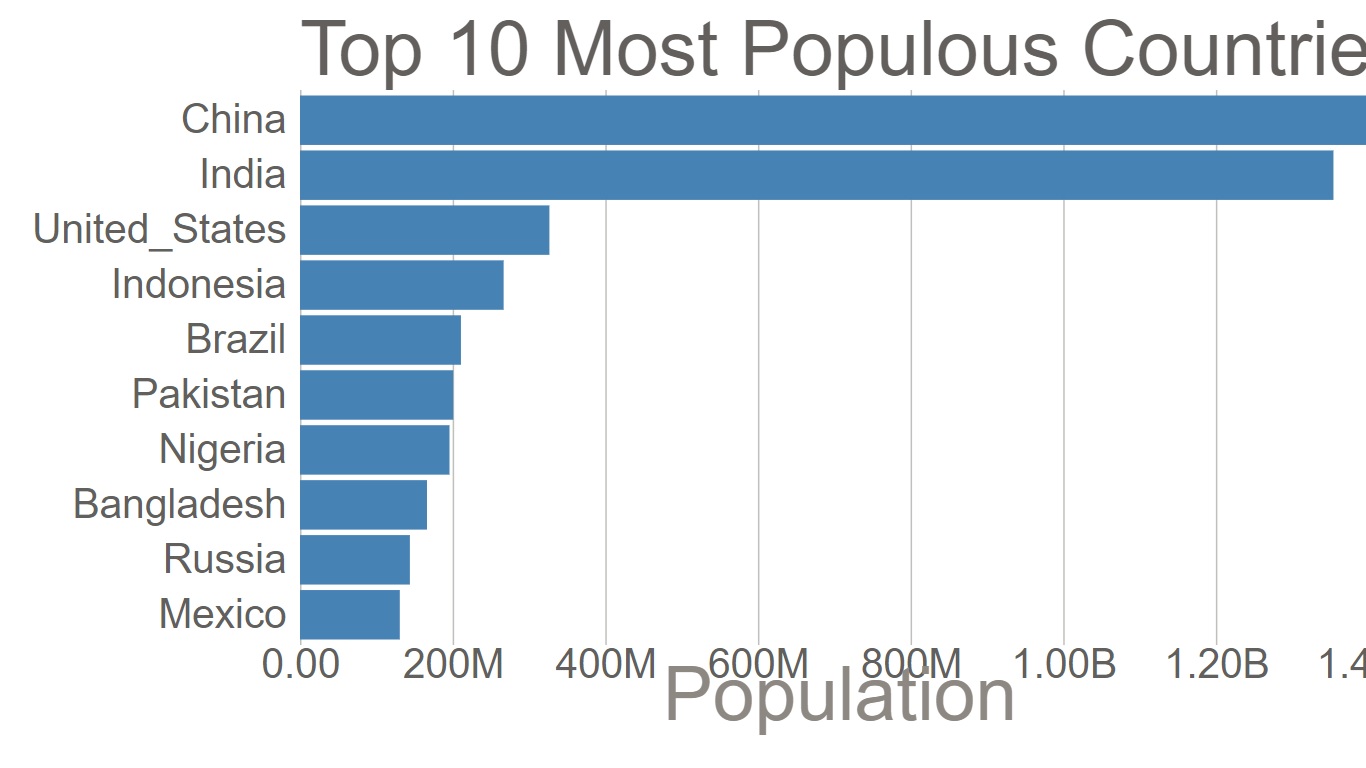 Top 10 Most Populous Countrie
China
India
United_States
Indonesia
Brazil
Pakistan
Nigeria
Bangladesh
Russia
Mexico
0.00 200M 400M 600M 800M 1.00B 1.20B 1.4
Population